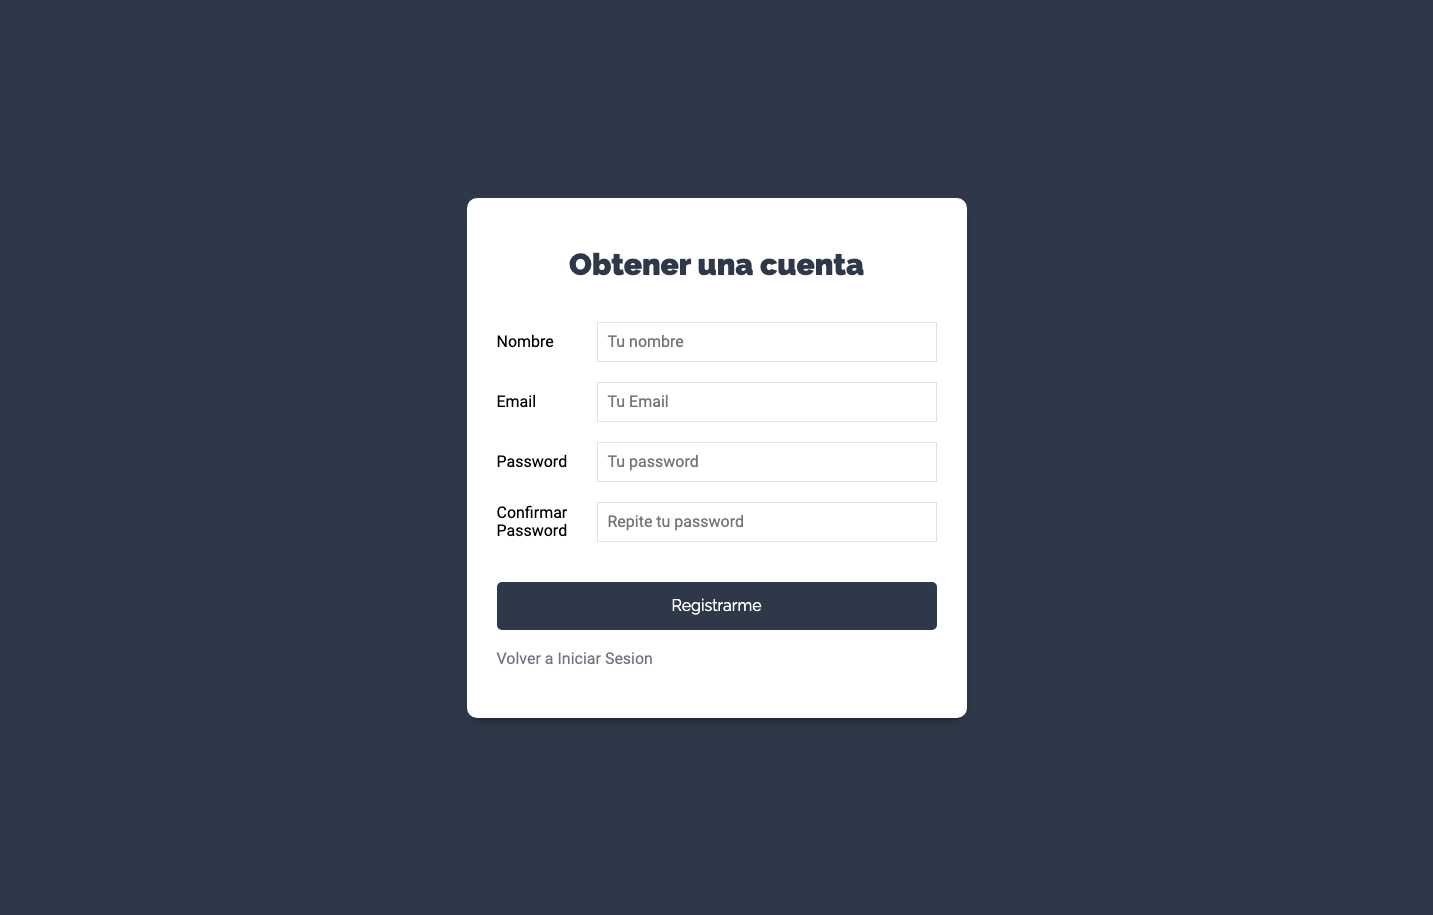 Obtener una cuenta
Nombre
Tu nombre
Email
Tu Email
Password
Tu password
Confirmar
Password
Repite tu password
Registrarme
Volver a Iniciar Sesion